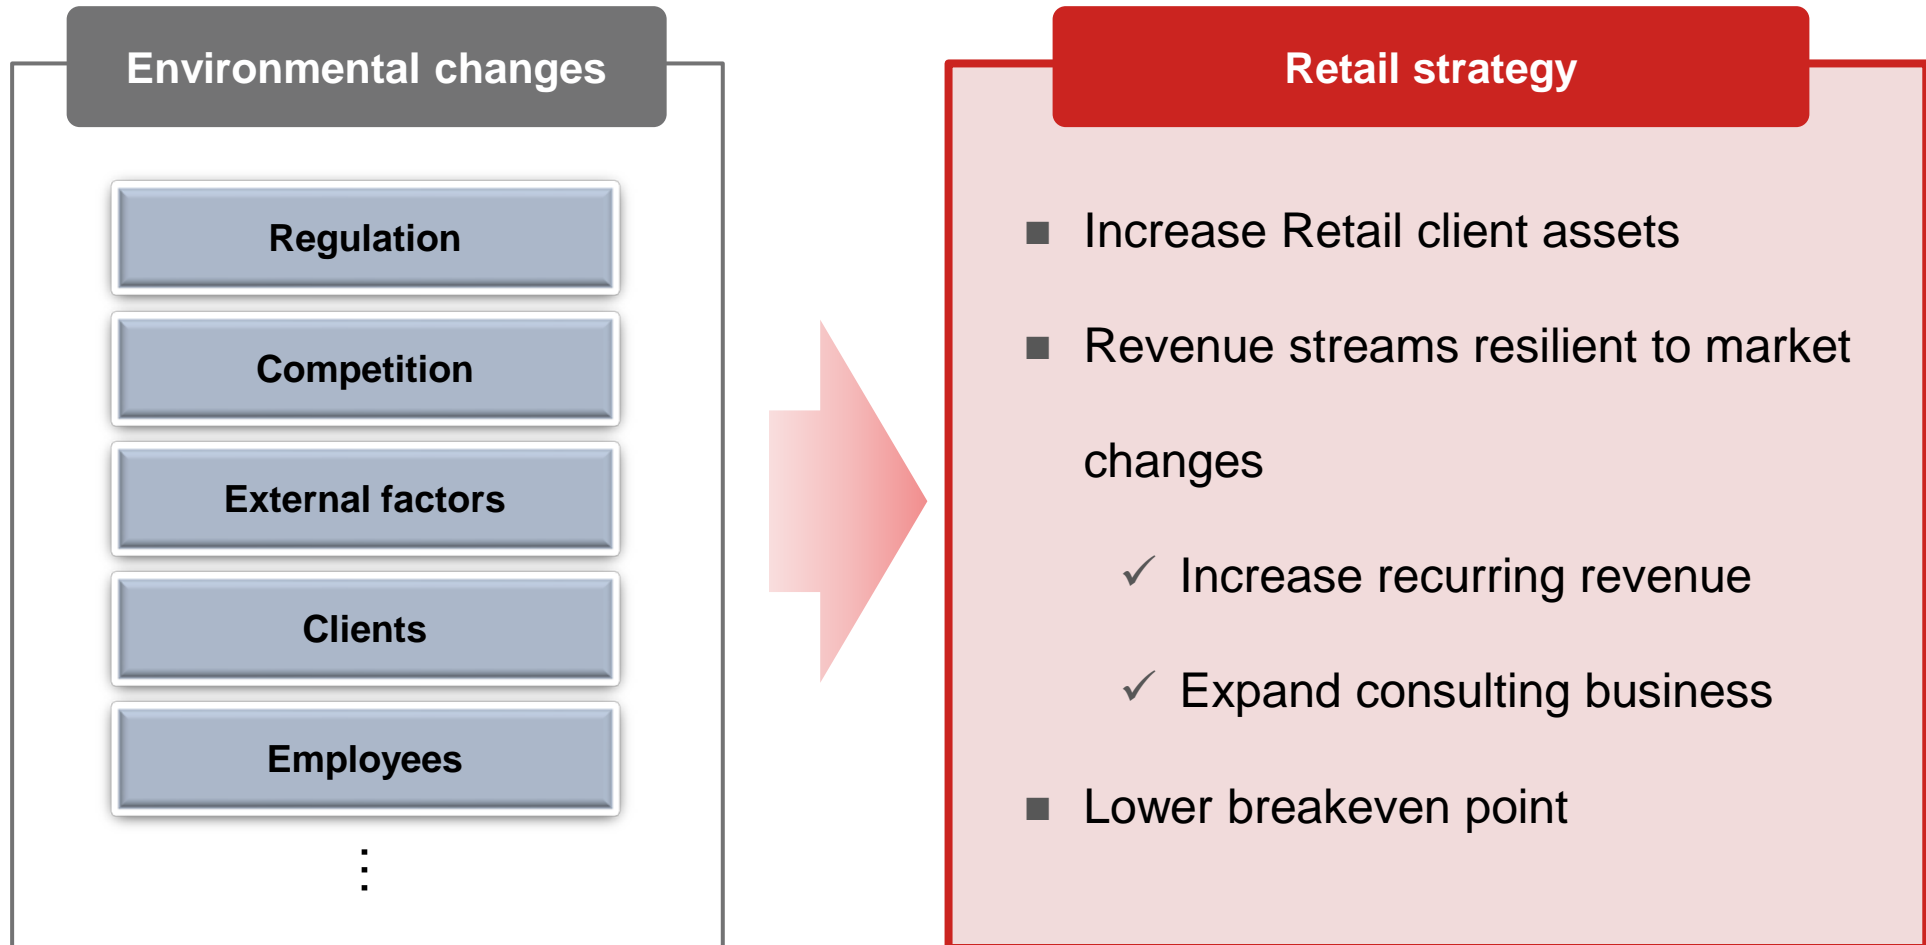 Environmental changes
Regulation
Competition
External factors
Clients
Employees
⋮
Retail strategy
■ Increase Retail client assets
■ Revenue streams resilient to market
changes
✓ Increase recurring revenue
✓ Expand consulting business
■ Lower breakeven point